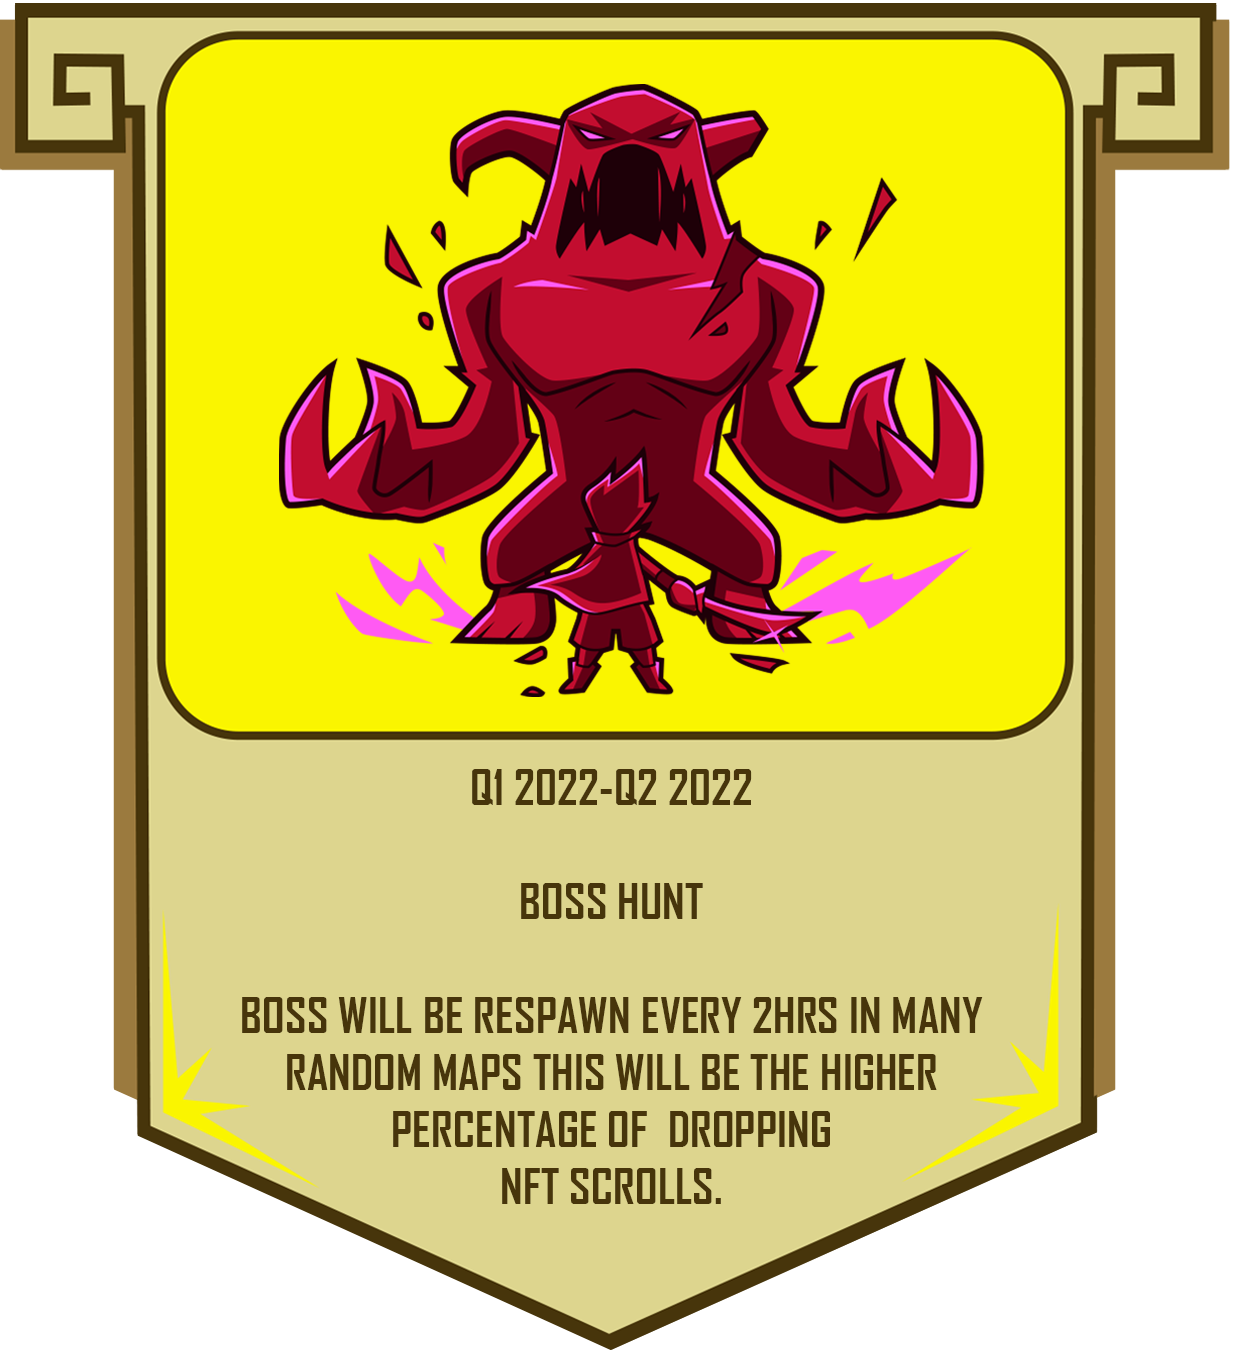 Q1 2022-Q2 2022
BOSS HUNT
BOSS WILL BE RESPAWN EVERY 2HRS IN MANY
RANDOM MAPS THIS WILL BE THE HIGHER
PERCENTAGE OF DROPPING
NFT SCROLLS.